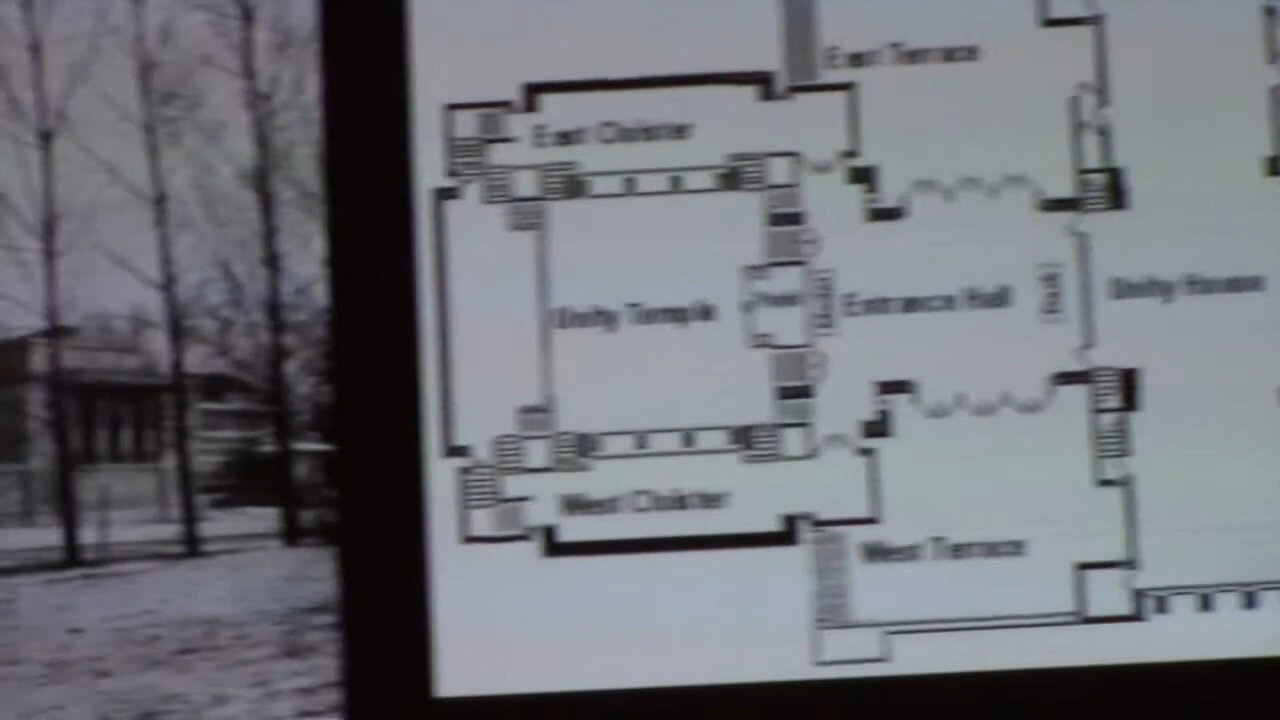 East Terrace
East Cloister
Unity Temple
Entrance Hall
Unity House
West Cloister
West Terrace